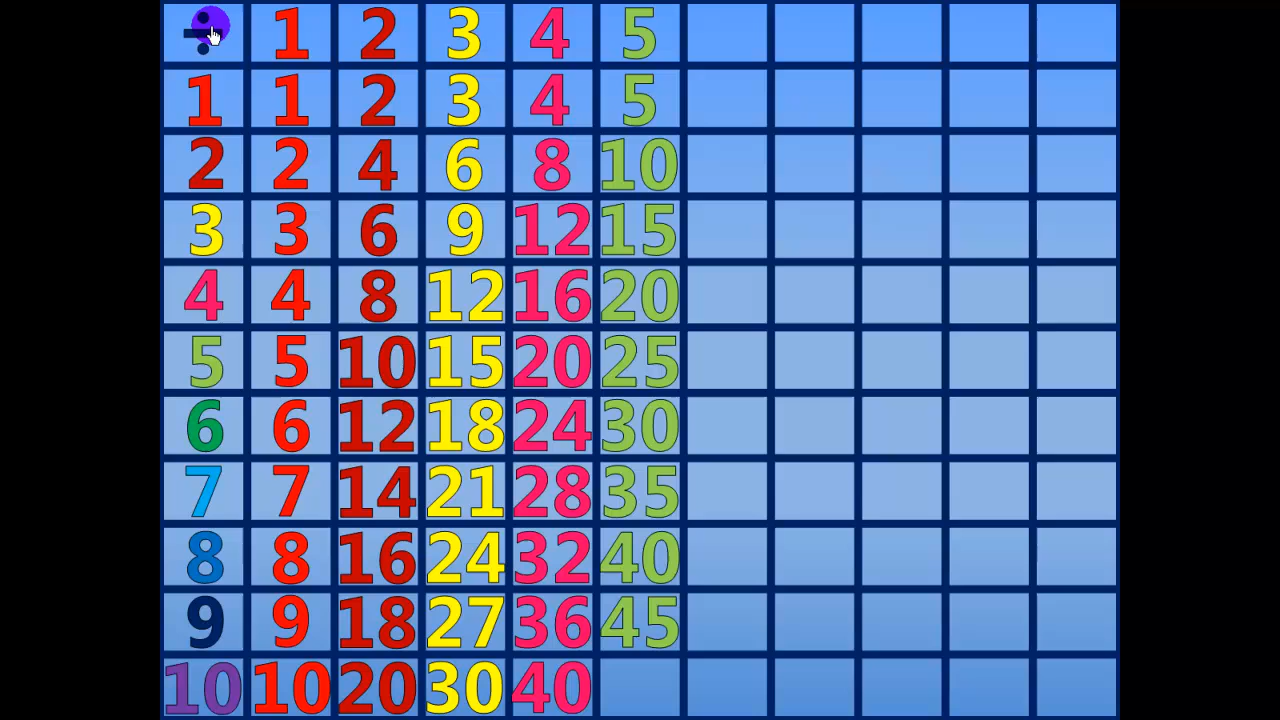 ÷ 1 2 3 4 5
1 1 2 3 4 5
2 2 4 6 8 10
3 3 6 9 12 15
4 4 8 12 16 20
5 5 10 15 20 25
6 6 12 18 24 30
7 7 14 21 28 35
8 8 16 24 32 40
9 9 18 27 36 45
10 10 20 30 40